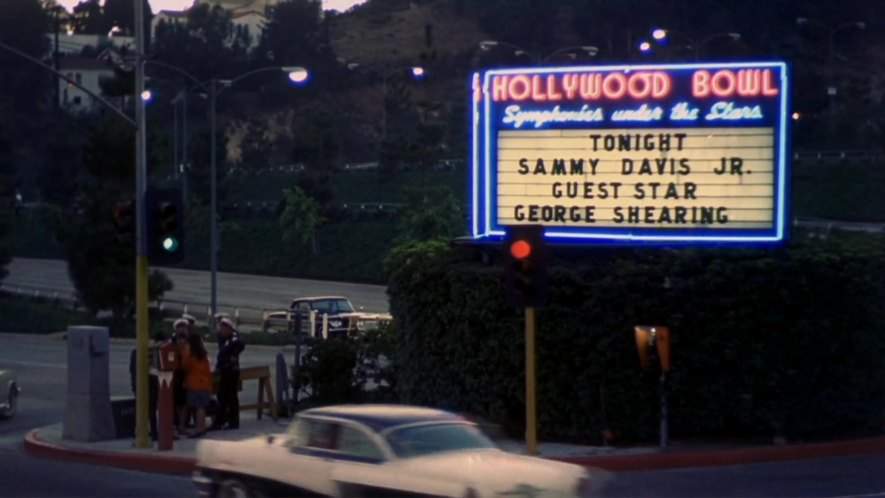 HOLLYWOOD BOWL
Symphonies under the Stars
TONIGHT
SAMMY DAVIS JR.
GUEST STAR
GEORGE SHEARING